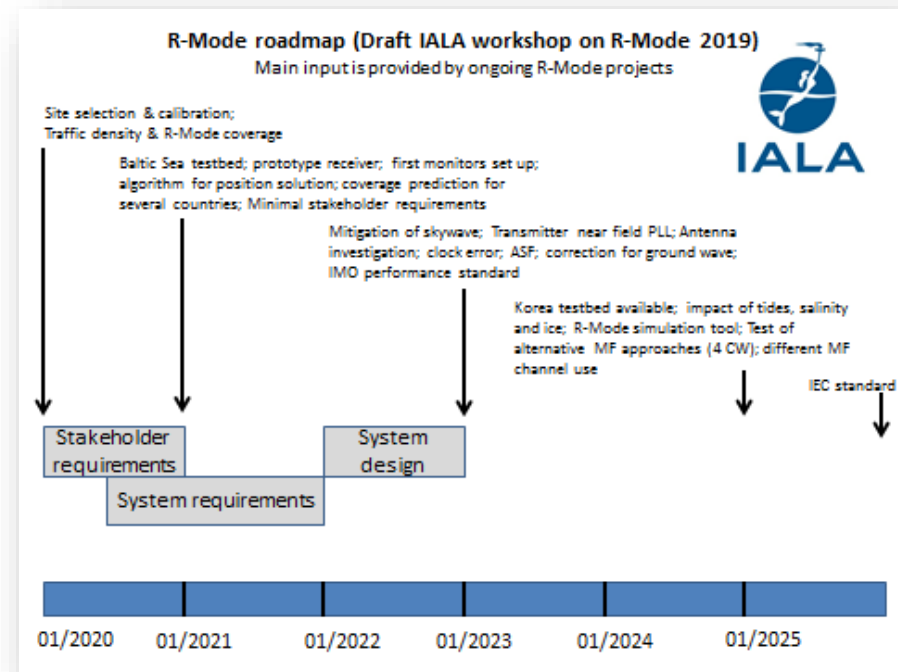 R-Mode roadmap (Draft IALA workshop on R-Mode 2019)
Main input is provided by ongoing R-Mode projects
IALA
Site selection & calibration;
Traffic density & R-Mode coverage
Baltic Sea testbed; prototype receiver; first monitors set up;
algorithm for position solution; coverage prediction for
several countries; Minimal stakeholder requirements
Mitigation of skywave; Transmitter near field PLL; Antenna
investigation; clock error; ASF; correction for ground wave;
IMO performance standard
Korea testbed available; impact of tides, salinity
and ice; R-Mode simulation tool; Test of
alternative MF approaches (4 CW); different MF
channel use
IEC standard
Stakeholder
requirements
System
design
System requirements
01/2020
01/2021
01/2022
01/2023
01/2024
01/2025